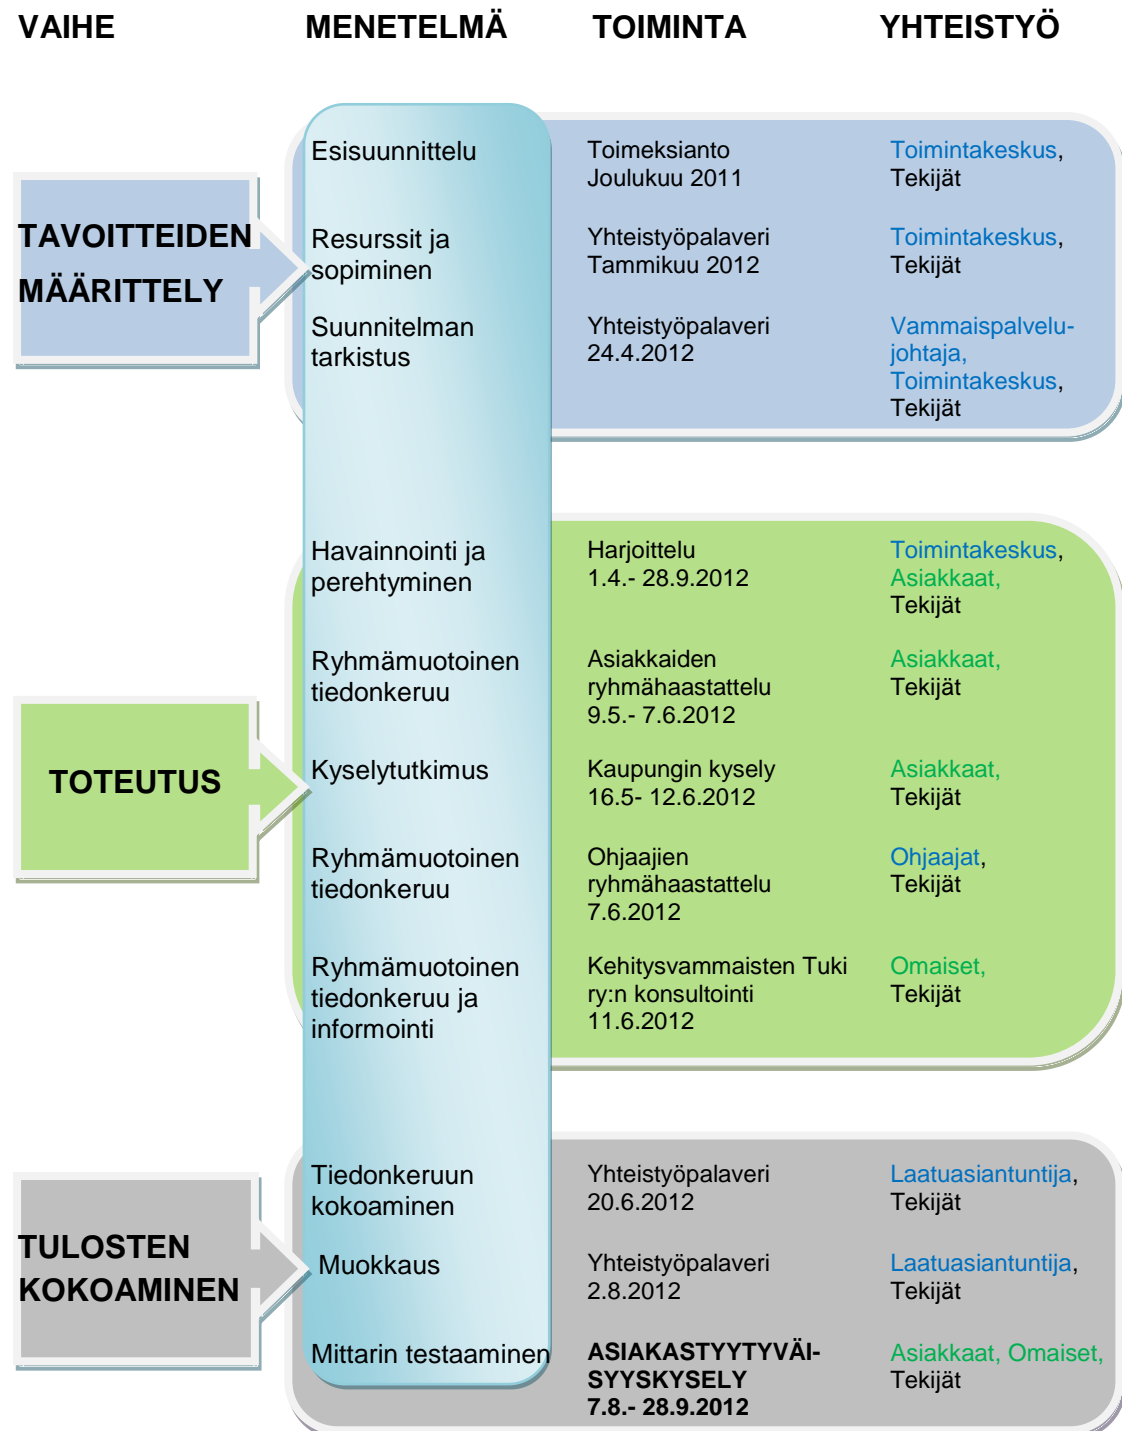 VAIHE MENETELMÄ TOIMINTA YHTEISTYÖ
TAVOITTEIDEN
MÄÄRITTELY
Esisuunnittelu
Toimeksianto
Joulukuu 2011
Toimintakeskus,
Tekijät
Resurssit ja
sopiminen
Yhteistyöpalaveri
Tammikuu 2012
Toimintakeskus,
Tekijät
Suunnitelman
tarkistus
Yhteistyöpalaveri
24.4.2012
Vammaispalvelu-
johtaja,
Toimintakeskus,
Tekijät
TOTEUTUS
Havainnointi ja
perehtyminen
Harjoittelu
1.4.- 28.9.2012
Toimintakeskus,
Asiakkaat,
Tekijät
Ryhmämuotoinen
tiedonkeruu
Asiakkaiden
ryhmähaastattelu
9.5.- 7.6.2012
Asiakkaat,
Tekijät
Kyselytutkimus
Kaupungin kysely
16.5- 12.6.2012
Asiakkaat,
Tekijät
Ryhmämuotoinen
tiedonkeruu
Ohjaajien
ryhmähaastattelu
7.6.2012
Ohjaajat,
Tekijät
Ryhmämuotoinen
tiedonkeruu ja
informointi
Kehitysvammaisten Tuki
ry:n konsultointi
11.6.2012
Omaiset,
Tekijät
TULOSTEN
KOKOAMINEN
Tiedonkeruun
kokoaminen
Yhteistyöpalaveri
20.6.2012
Laatuasiantuntija,
Tekijät
Muokkaus
Yhteistyöpalaveri
2.8.2012
Laatuasiantuntija,
Tekijät
Mittarin testaaminen
ASIAKASTYYTYVÄI-
SYYSKYSELY
7.8.- 28.9.2012
Asiakkaat, Omaiset,
Tekijät